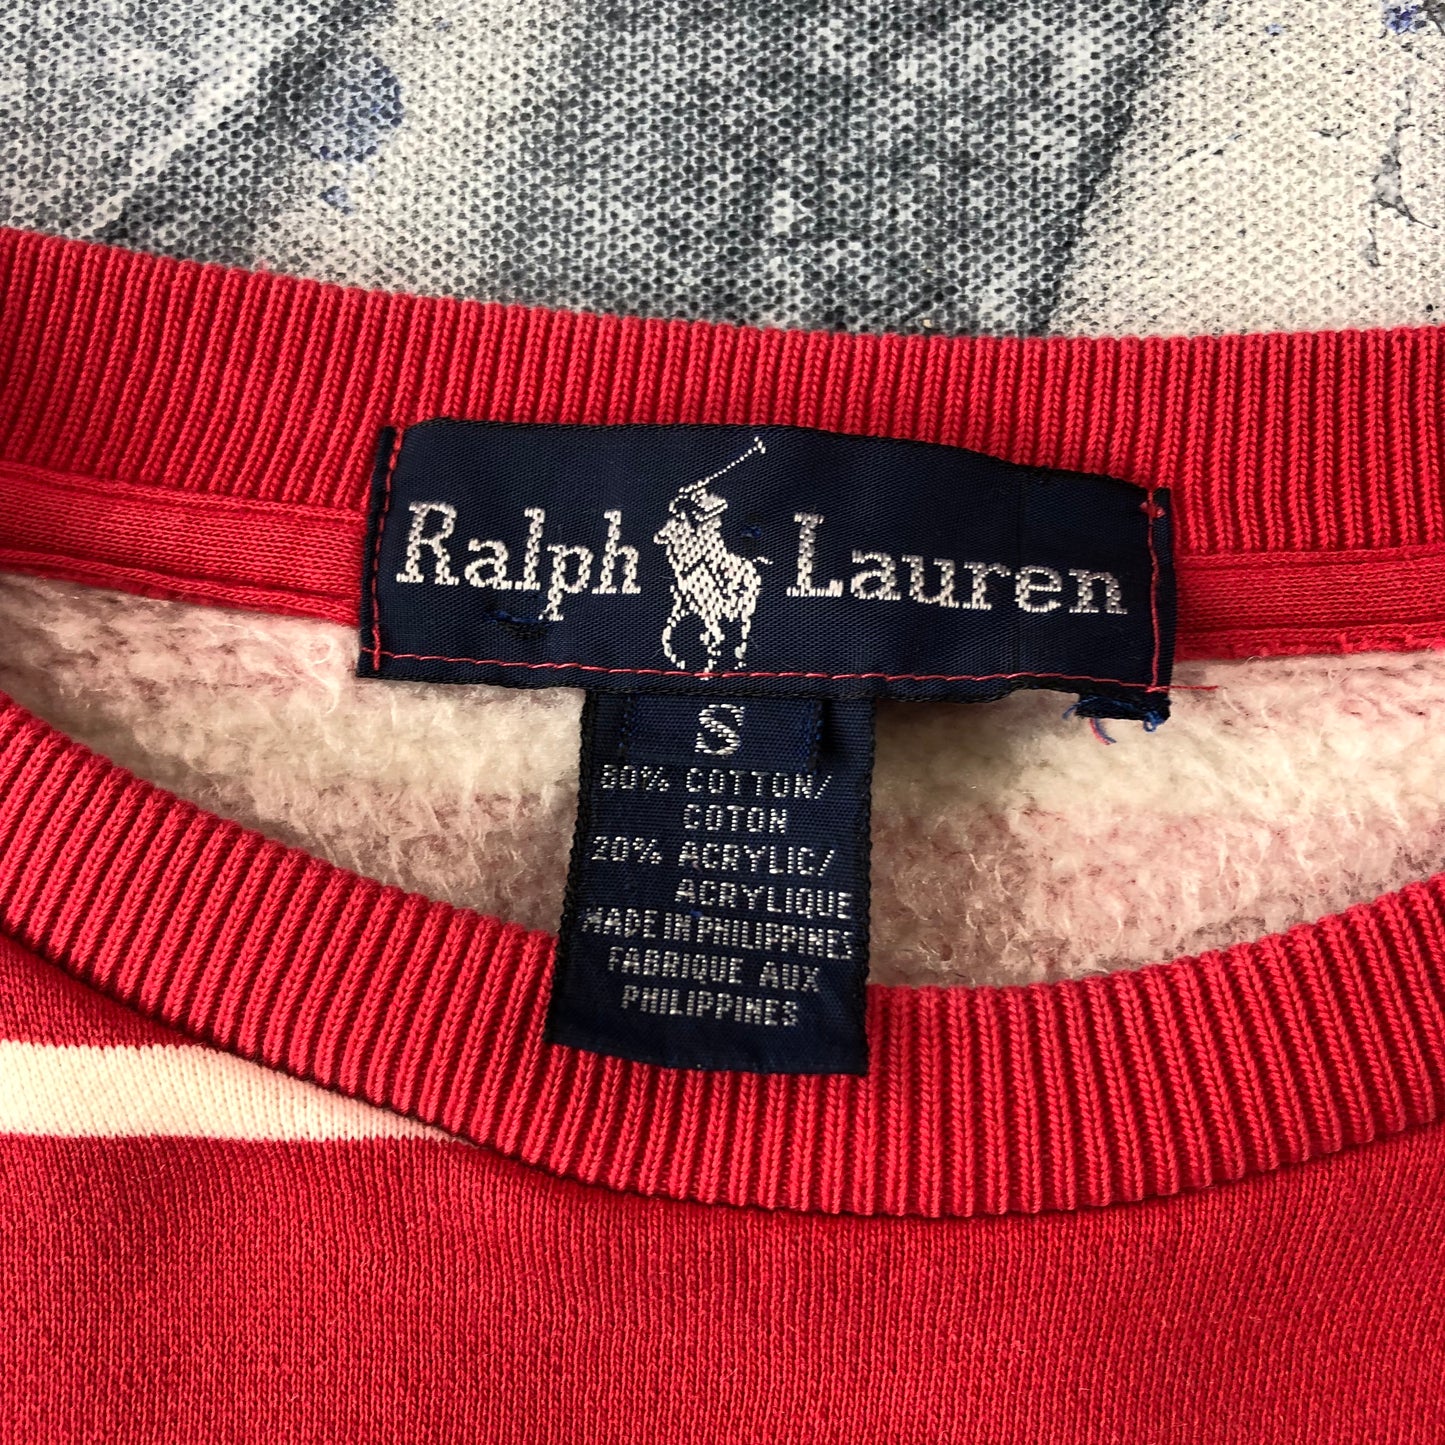 Ralph Lauren
S
80% COTTON/
COTON
20% ACRYLIC/
ACRYLIQUE
MADE IN PHILIPPINES
FABRIQUE AUX
PHILIPPINES